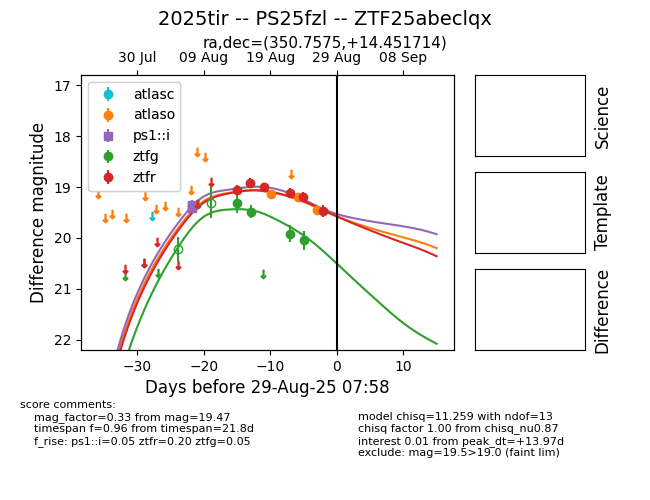 2025tir -- PS25fzl -- ZTF25abeclqx
ra,dec=(350.7575,+14.451714)
30 Jul 09 Aug 19 Aug 29 Aug 08 Sep
17
18
19
20
21
22
Difference magnitude
atlasc
atlaso
ps1::i
ztfg
ztfr
−30 −20 −10 0 10
Days before 29-Aug-25 07:58
Science
Template
Difference
score comments:
mag_factor=0.33 from mag=19.47
timespan f=0.96 from timespan=21.8d
f_rise: ps1::i=0.05 ztfr=0.20 ztfg=0.05
model chisq=11.259 with ndof=13
chisq factor 1.00 from chisq_nu0.87
interest 0.01 from peak_dt=+13.97d
exclude: mag=19.5>19.0 (faint lim)